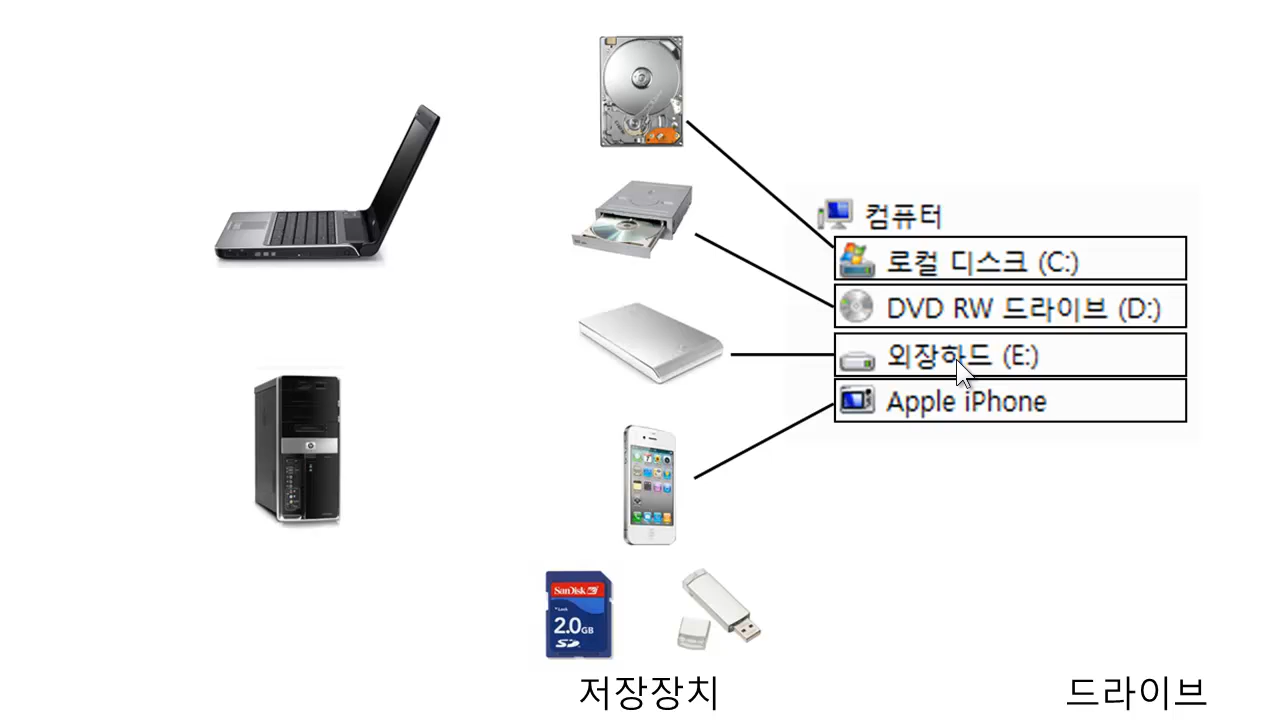 컴퓨터
로컬 디스크 (C:)
DVD RW 드라이브 (D:)
외장하드 (E:)
Apple iPhone
SanDisk
Lock
2.0GB
SD
저장장치
드라이브